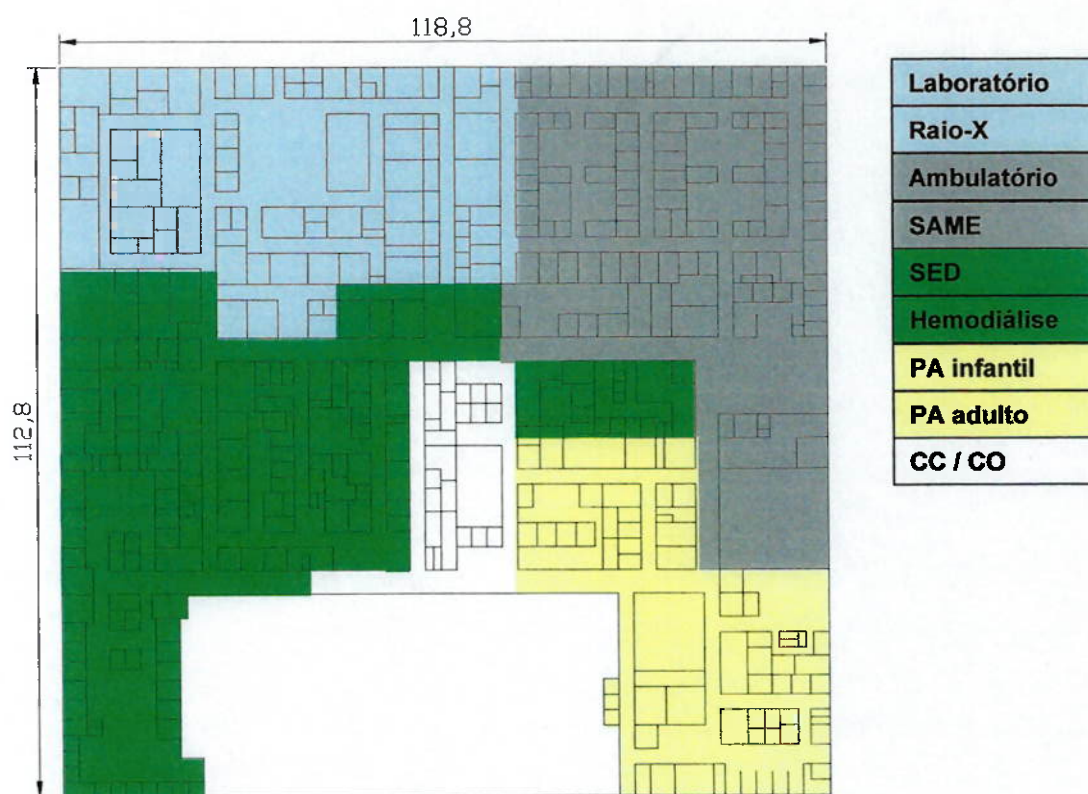 118,8
112,8
Laboratório
Raio-X
Ambulatório
SAME
SED
Hemodiálise
PA infantil
PA adulto
CC / CO